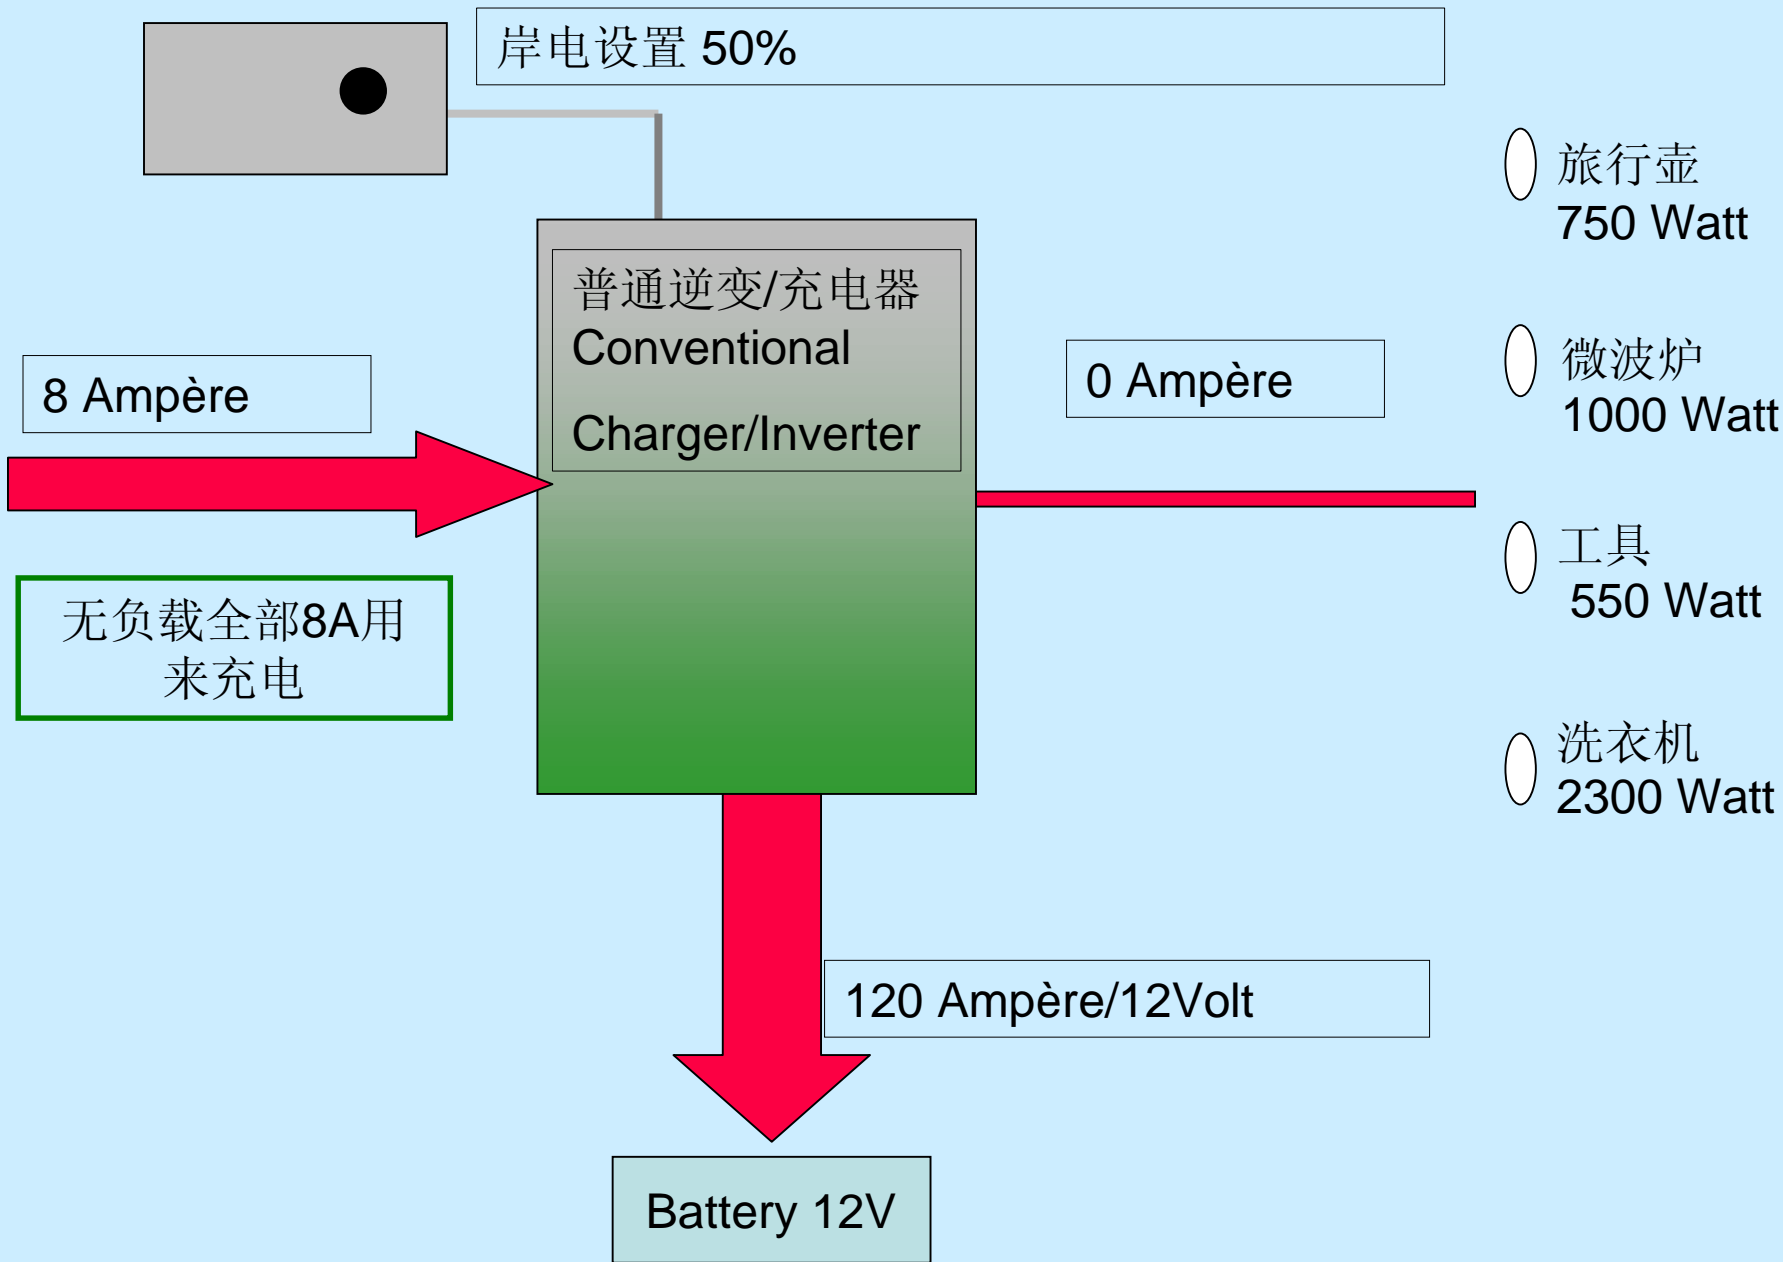 岸电设置 50%
普通逆变/充电器
Conventional
Charger/Inverter
8 Ampère
0 Ampère
无负载全部8A用
来充电
旅行壶
750 Watt
微波炉
1000 Watt
工具
550 Watt
洗衣机
2300 Watt
120 Ampère/12Volt
Battery 12V